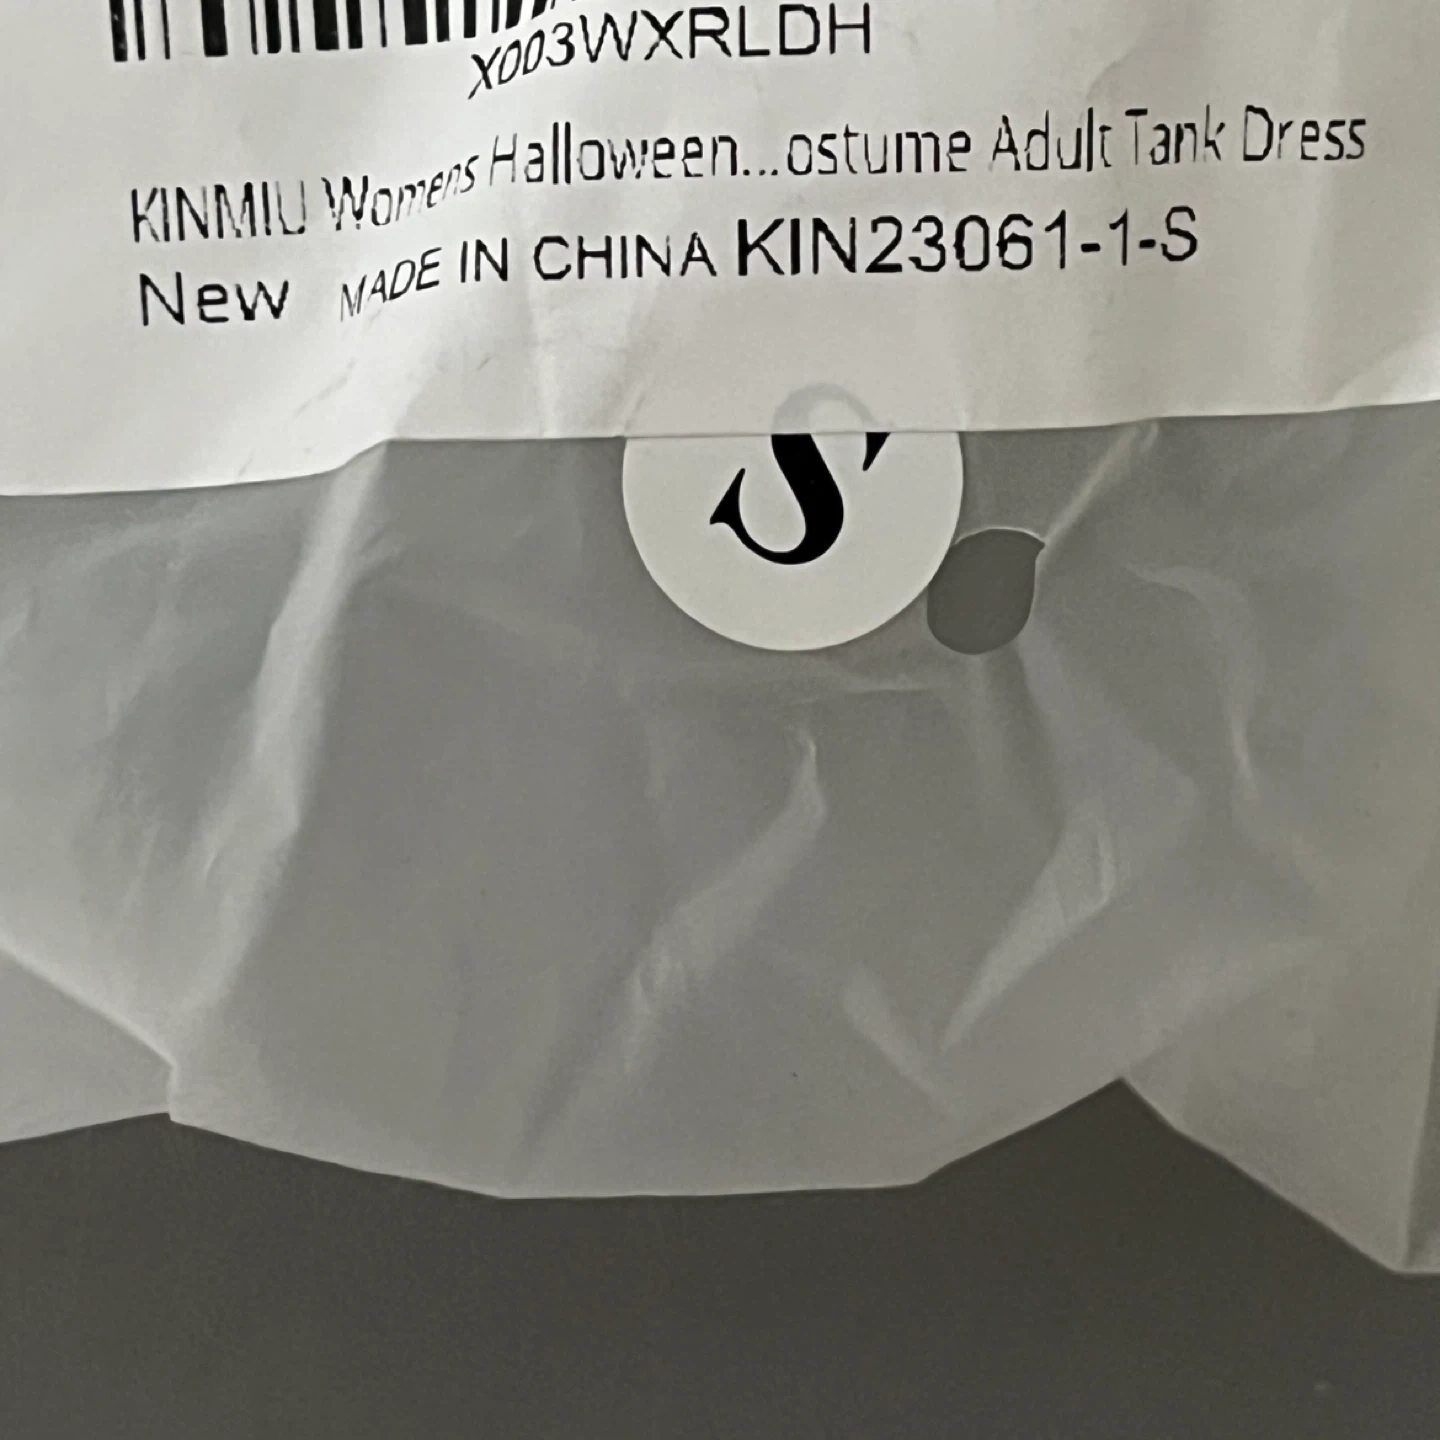 X003WXRLDH
KINMIU Womens Halloween...ostume Adult Tank Dress
New MADE IN CHINA KIN23061-1-S
S